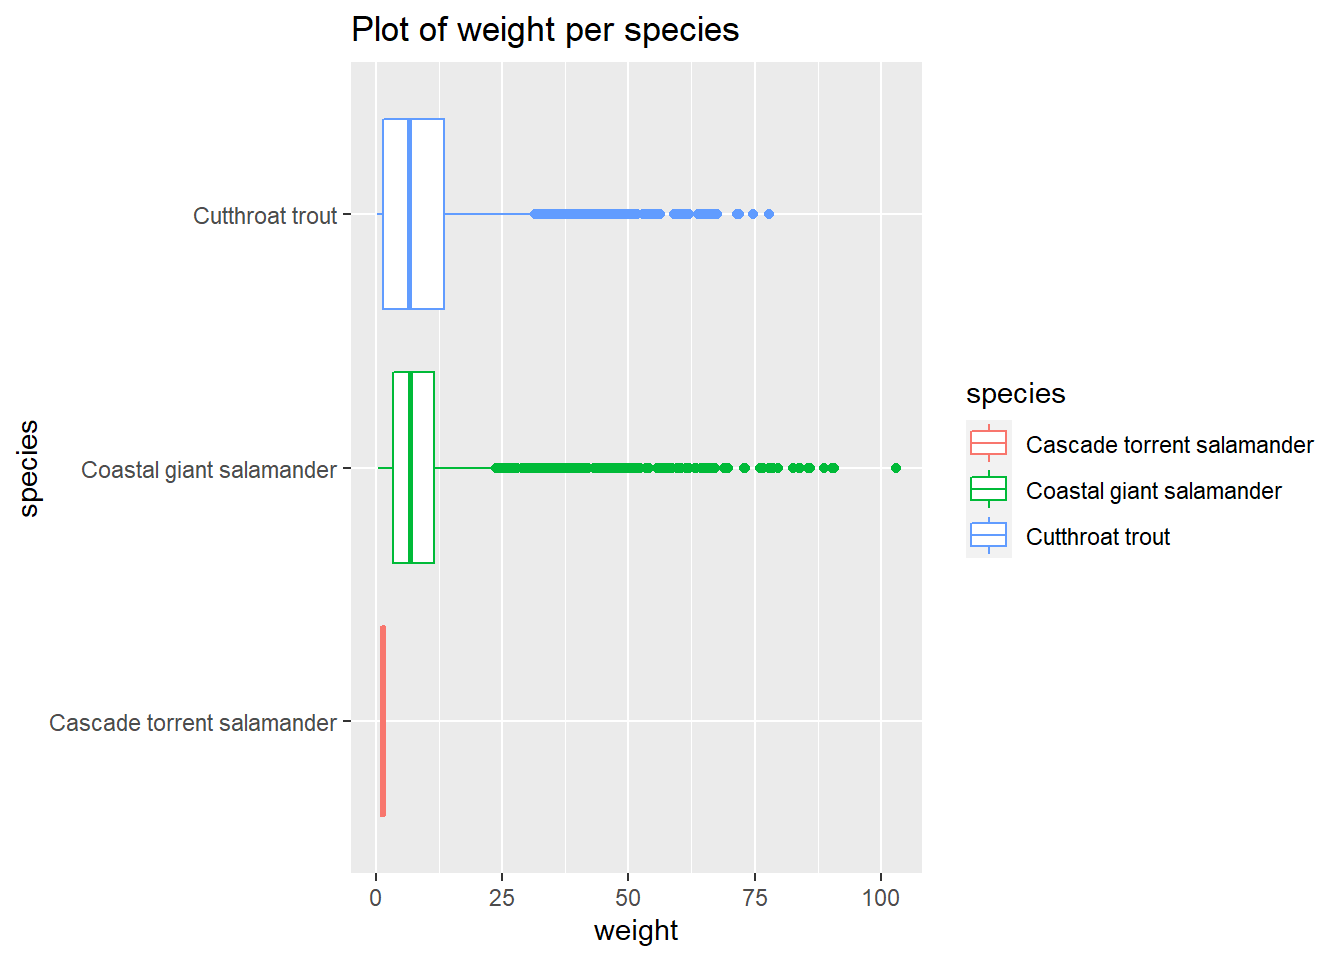 Plot of weight per species
Cutthroat trout
Coastal giant salamander
Cascade torrent salamander
species
0 25 50 75 100
weight
species
Cascade torrent salamander
Coastal giant salamander
Cutthroat trout